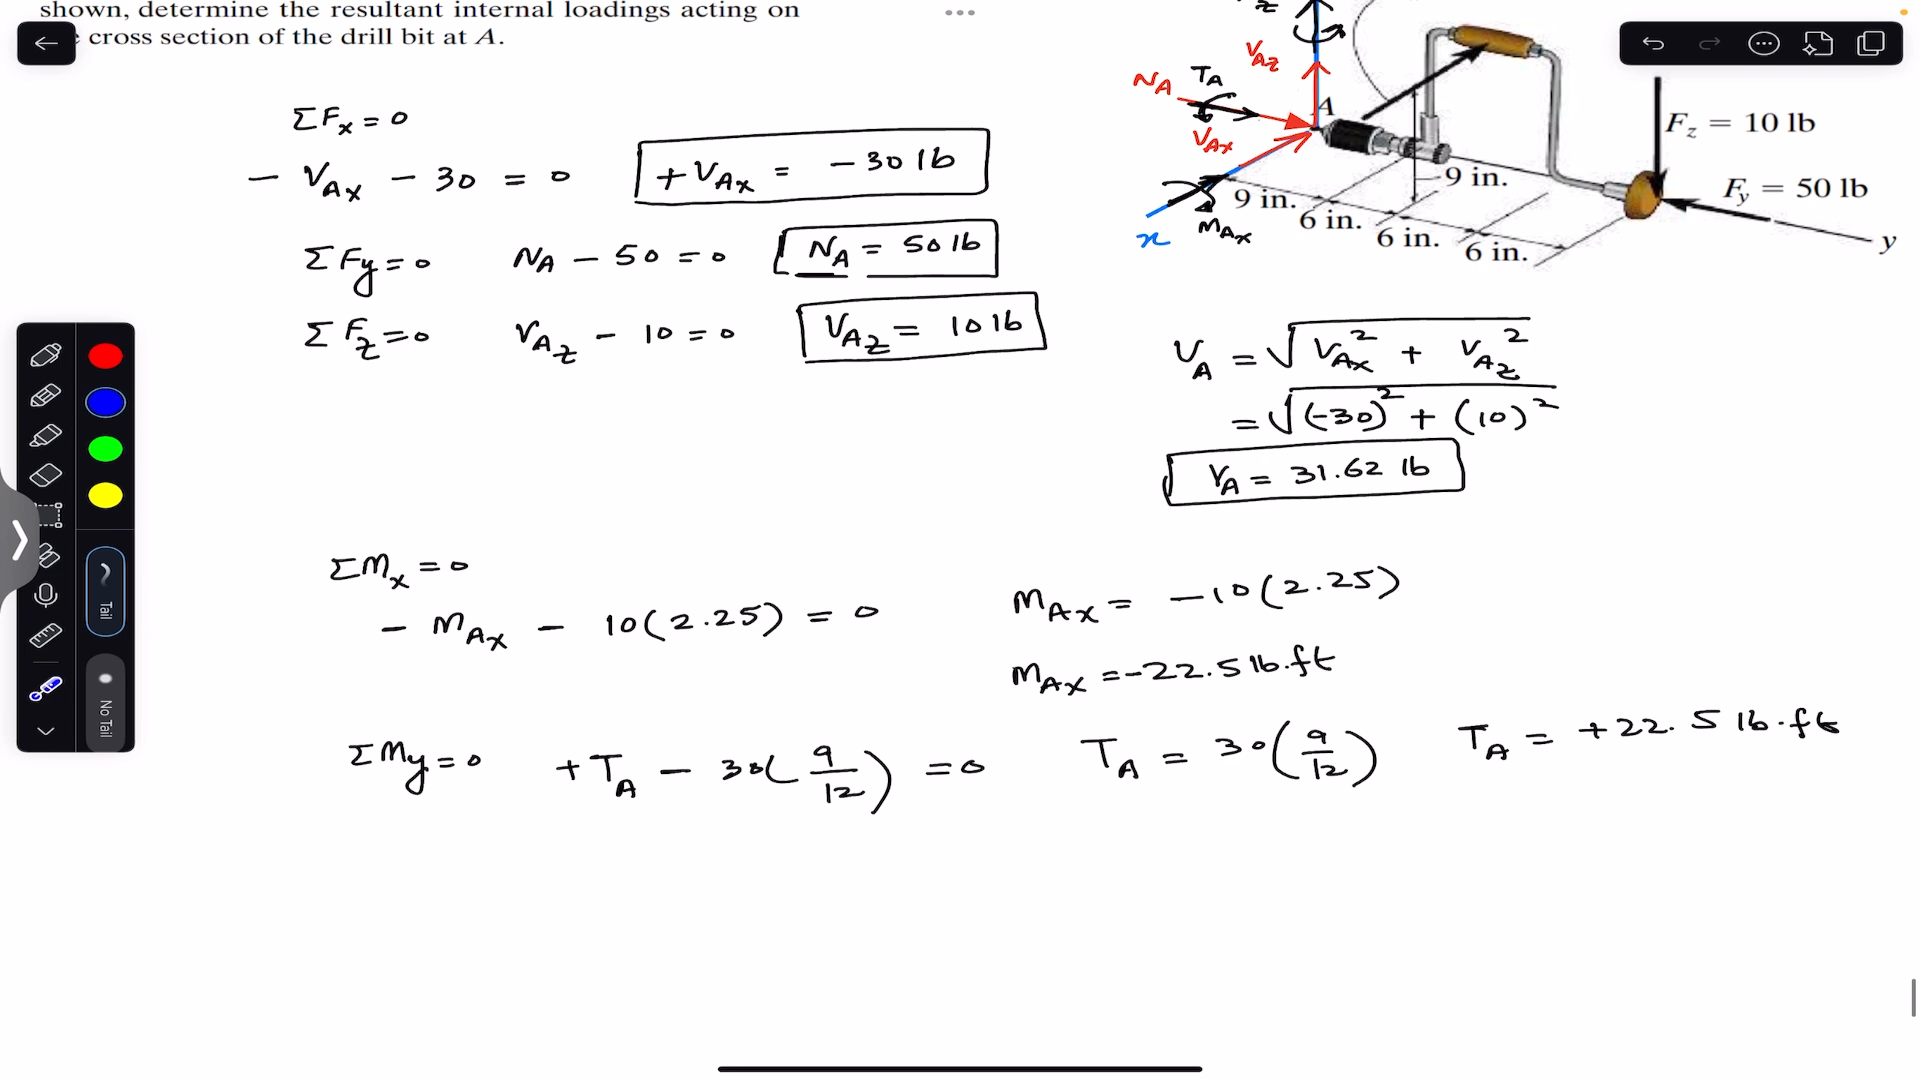 shown, determine the resultant internal loadings acting on
cross section of the drill bit at A.
ΣFx = 0
- VAx - 30 = 0
+VAx = -30 lb
ΣFy = 0
NA - 50 = 0
NA = 50 lb
ΣFz = 0
VAz - 10 = 0
VAz = 10 lb
z
VAz
NA
TA
A
VAx
MAx
x
9 in.
6 in.
6 in.
6 in.
9 in.
Fz = 10 lb
Fy = 50 lb
y
VA = √VAx² + VAz²
= √(-30)² + (10)²
VA = 31.62 lb
ΣMx = 0
- MAx - 10(2.25) = 0
MAx = -10(2.25)
MAx = -22.5 lb.ft
ΣMy = 0
+TA - 30(9/12) = 0
TA = 30(9/12)
TA = +22.5 lb.ft
Tail
No Tail